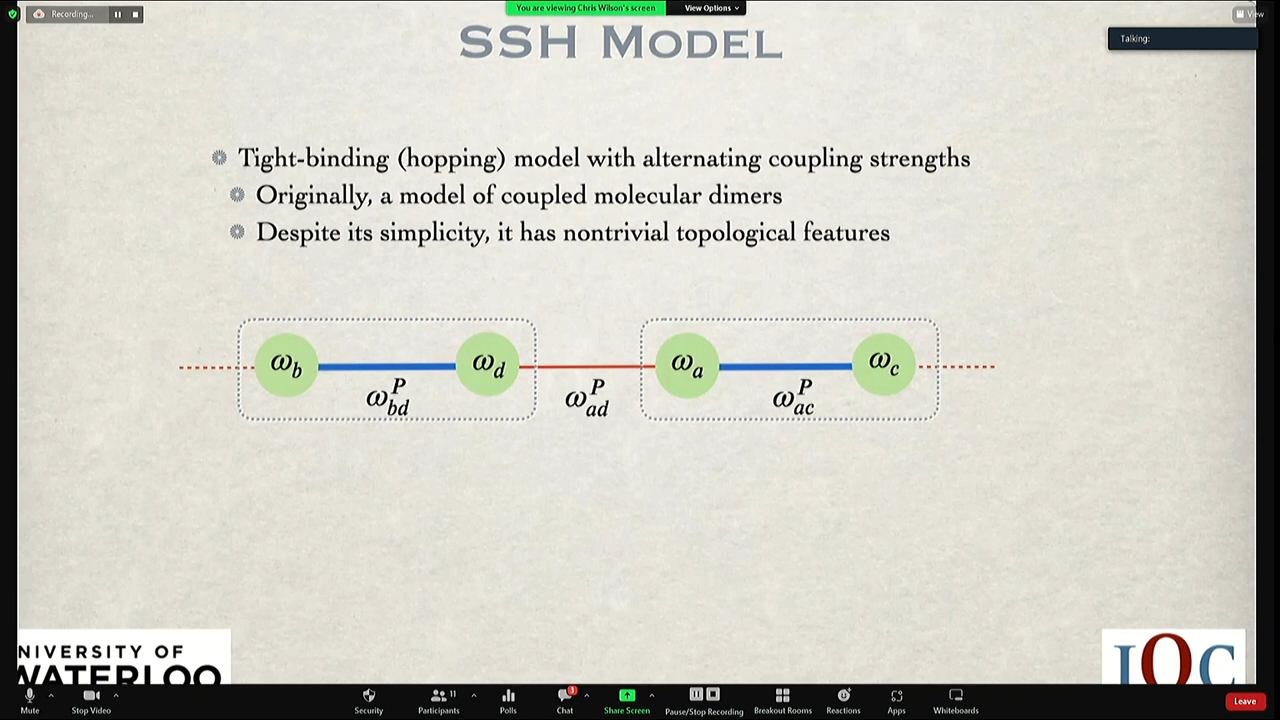 Recording...
You are viewing Chris Wilson's screen
View Options
View
Talking:
SSH MODEL
Tight-binding (hopping) model with alternating coupling strengths
Originally, a model of coupled molecular dimers
Despite its simplicity, it has nontrivial topological features
ω_b ω_d ω_a ω_c
ω^P_bd ω^P_ad ω^P_ac
NIVERSITY OF
WATERLOO
IQC
Mute
Stop Video
Security
Participants 11
Polls
Chat 3
Share Screen
Pause/Stop Recording
Breakout Rooms
Reactions
Apps
Whiteboards
Leave